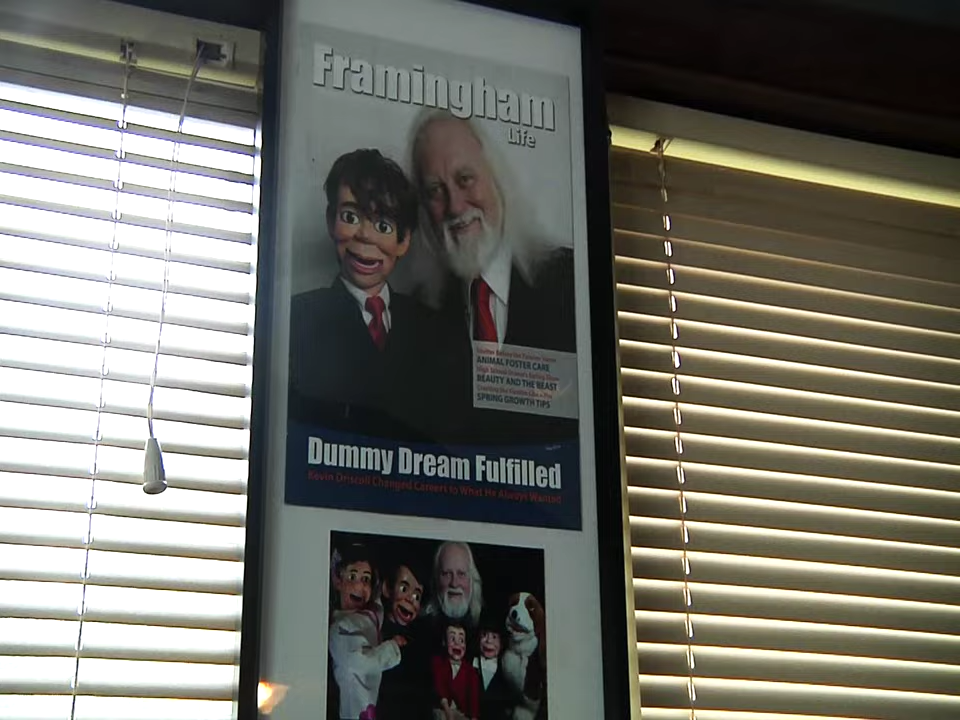 Framingham
Life
ANIMAL FOSTER CARE
BEAUTY AND THE BEAST
SPRING GROWTH TIPS
Dummy Dream Fulfilled
Kevin Driscoll Changed Careers to What He Always Wanted